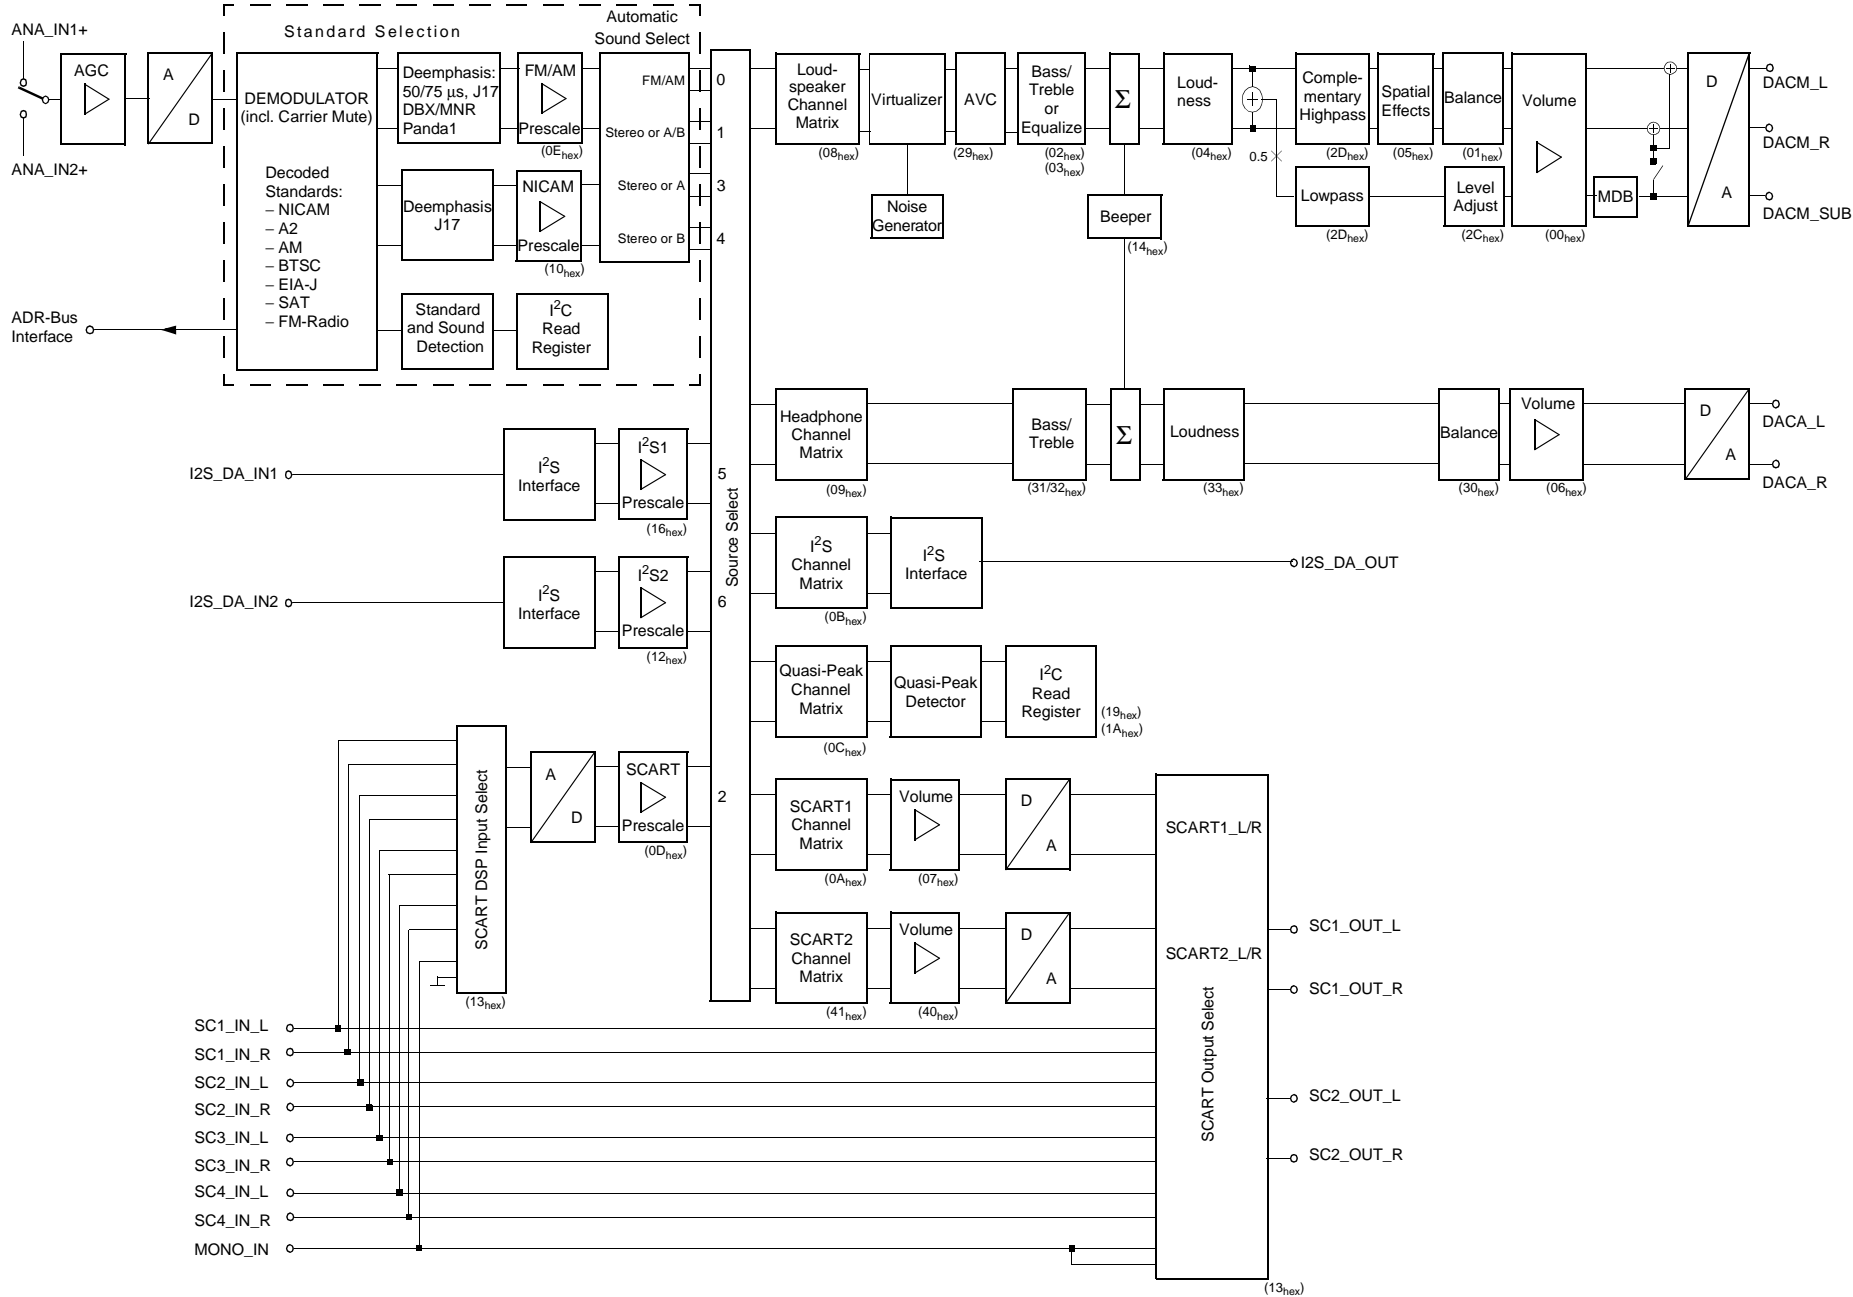 ANA_IN1+
ANA_IN2+
AGC
A
D
Standard Selection
Automatic
Sound Select
DEMODULATOR
(incl. Carrier Mute)
Decoded
Standards:
– NICAM
– A2
– AM
– BTSC
– EIA-J
– SAT
– FM-Radio
Deemphasis:
50/75 µs, J17
DBX/MNR
Panda1
FM/AM
Prescale
(0Ehex)
Deemphasis
J17
NICAM
Prescale
(10hex)
Standard
and Sound
Detection
I2C
Read
Register
FM/AM
Stereo or A/B
Stereo or A
Stereo or B
0
1
3
4
5
6
2
Source Select
ADR-Bus
Interface
Loud-
speaker
Channel
Matrix
(08hex)
Virtualizer
Noise
Generator
AVC
(29hex)
Bass/
Treble
or
Equalize
(02hex)
(03hex)
Σ
Beeper
(14hex)
Loud-
ness
(04hex)
0.5
Comple-
mentary
Highpass
(2Dhex)
Lowpass
(2Dhex)
Spatial
Effects
(05hex)
Balance
(01hex)
Level
Adjust
(2Chex)
Volume
(00hex)
MDB
D
A
DACM_L
DACM_R
DACM_SUB
Headphone
Channel
Matrix
(09hex)
Bass/
Treble
(31/32hex)
Σ
Loudness
(33hex)
Balance
(30hex)
Volume
(06hex)
D
A
DACA_L
DACA_R
I2S_DA_IN1
I2S
Interface
I2S1
Prescale
(16hex)
I2S_DA_IN2
I2S
Interface
I2S2
Prescale
(12hex)
I2S
Channel
Matrix
(0Bhex)
I2S
Interface
I2S_DA_OUT
Quasi-Peak
Channel
Matrix
(0Chex)
Quasi-Peak
Detector
I2C
Read
Register
(19hex)
(1Ahex)
SCART DSP Input Select
(13hex)
A
D
SCART
Prescale
(0Dhex)
SCART1
Channel
Matrix
(0Ahex)
Volume
(07hex)
D
A
SCART2
Channel
Matrix
(41hex)
Volume
(40hex)
D
A
SCART1_L/R
SCART2_L/R
SCART Output Select
(13hex)
SC1_OUT_L
SC1_OUT_R
SC2_OUT_L
SC2_OUT_R
SC1_IN_L
SC1_IN_R
SC2_IN_L
SC2_IN_R
SC3_IN_L
SC3_IN_R
SC4_IN_L
SC4_IN_R
MONO_IN